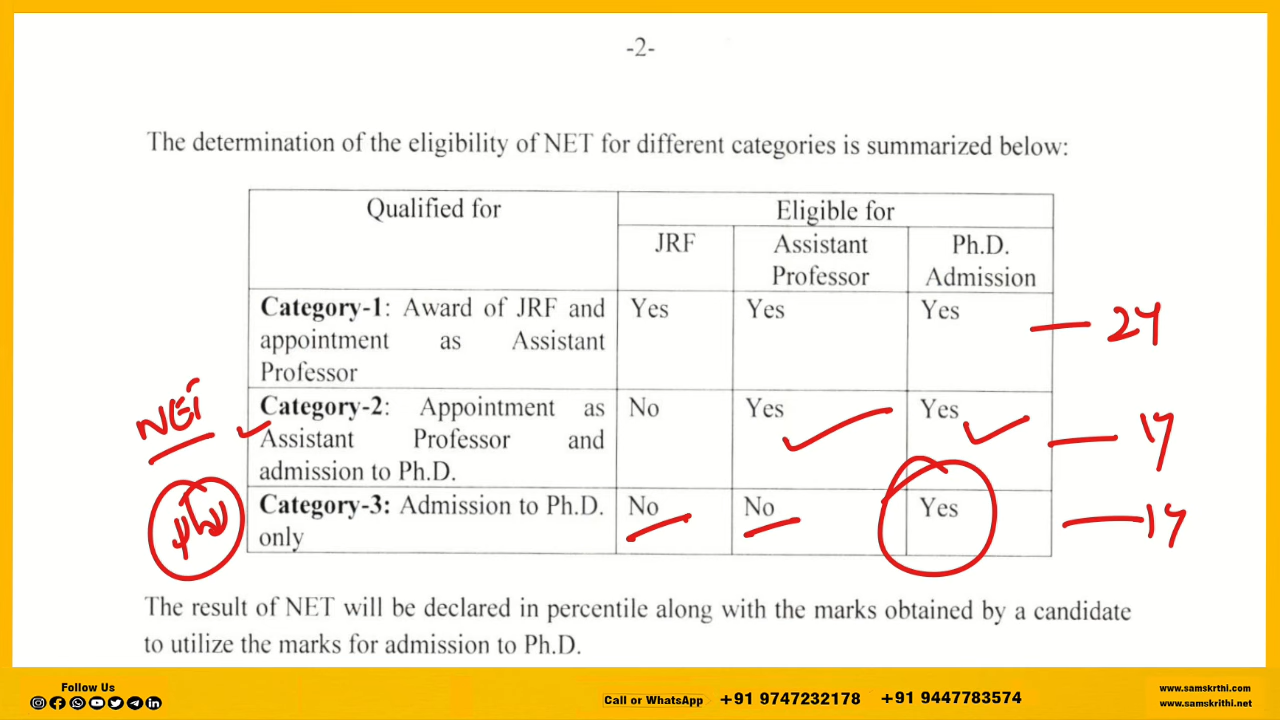 -2-
The determination of the eligibility of NET for different categories is summarized below:
Qualified for
Eligible for
JRF
Assistant Professor
Ph.D. Admission
Category-1: Award of JRF and
appointment as Assistant
Professor
Yes
Yes
Yes
2Y
NET
Category-2: Appointment as
Assistant Professor and
admission to Ph.D.
No
Yes
Yes
1Y
Phd
Category-3: Admission to Ph.D.
only
No
No
Yes
1Y
The result of NET will be declared in percentile along with the marks obtained by a candidate
to utilize the marks for admission to Ph.D.
Follow Us
Call or WhatsApp +91 9747232178 +91 9447783574
www.samskrthi.com
www.samskrthi.net